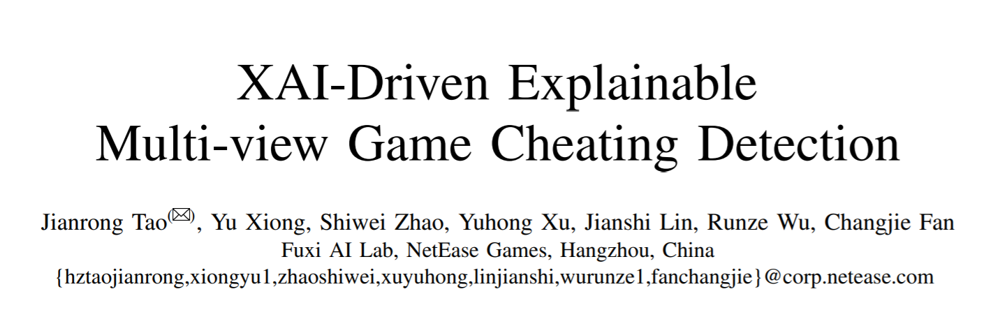 XAI-Driven Explainable
Multi-view Game Cheating Detection
Jianrong Tao(✉), Yu Xiong, Shiwei Zhao, Yuhong Xu, Jianshi Lin, Runze Wu, Changjie Fan
Fuxi AI Lab, NetEase Games, Hangzhou, China
{hztaojianrong,xiongyu1,zhaoshiwei,xuyuhong,linjianshi,wurunze1,fanchangjie}@corp.netease.com